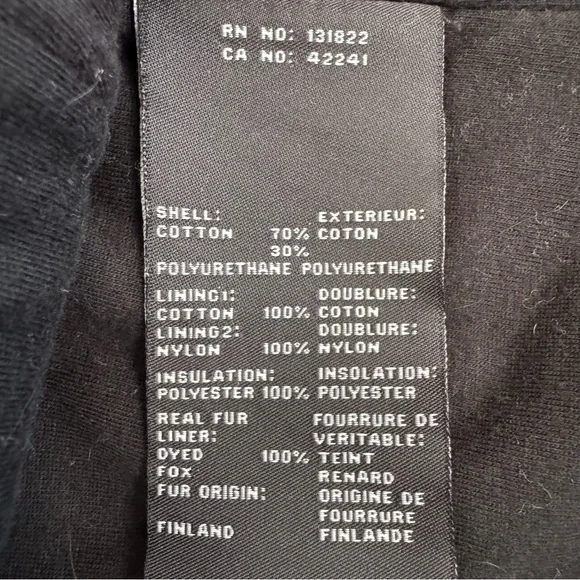 RN NO: 131822
CA NO: 42241
SHELL: EXTERIEUR:
COTTON 70% COTON
30%
POLYURETHANE POLYURETHANE
LINING1: DOUBLURE:
COTTON 100% COTON
LINING2: DOUBLURE:
NYLON 100% NYLON
INSULATION: INSOLATION:
POLYESTER 100% POLYESTER
REAL FUR FOURRURE DE
LINER: VERITABLE:
DYED 100% TEINT
FOX RENARD
FUR ORIGIN: ORIGINE DE
FOURRURE
FINLAND FINLANDE